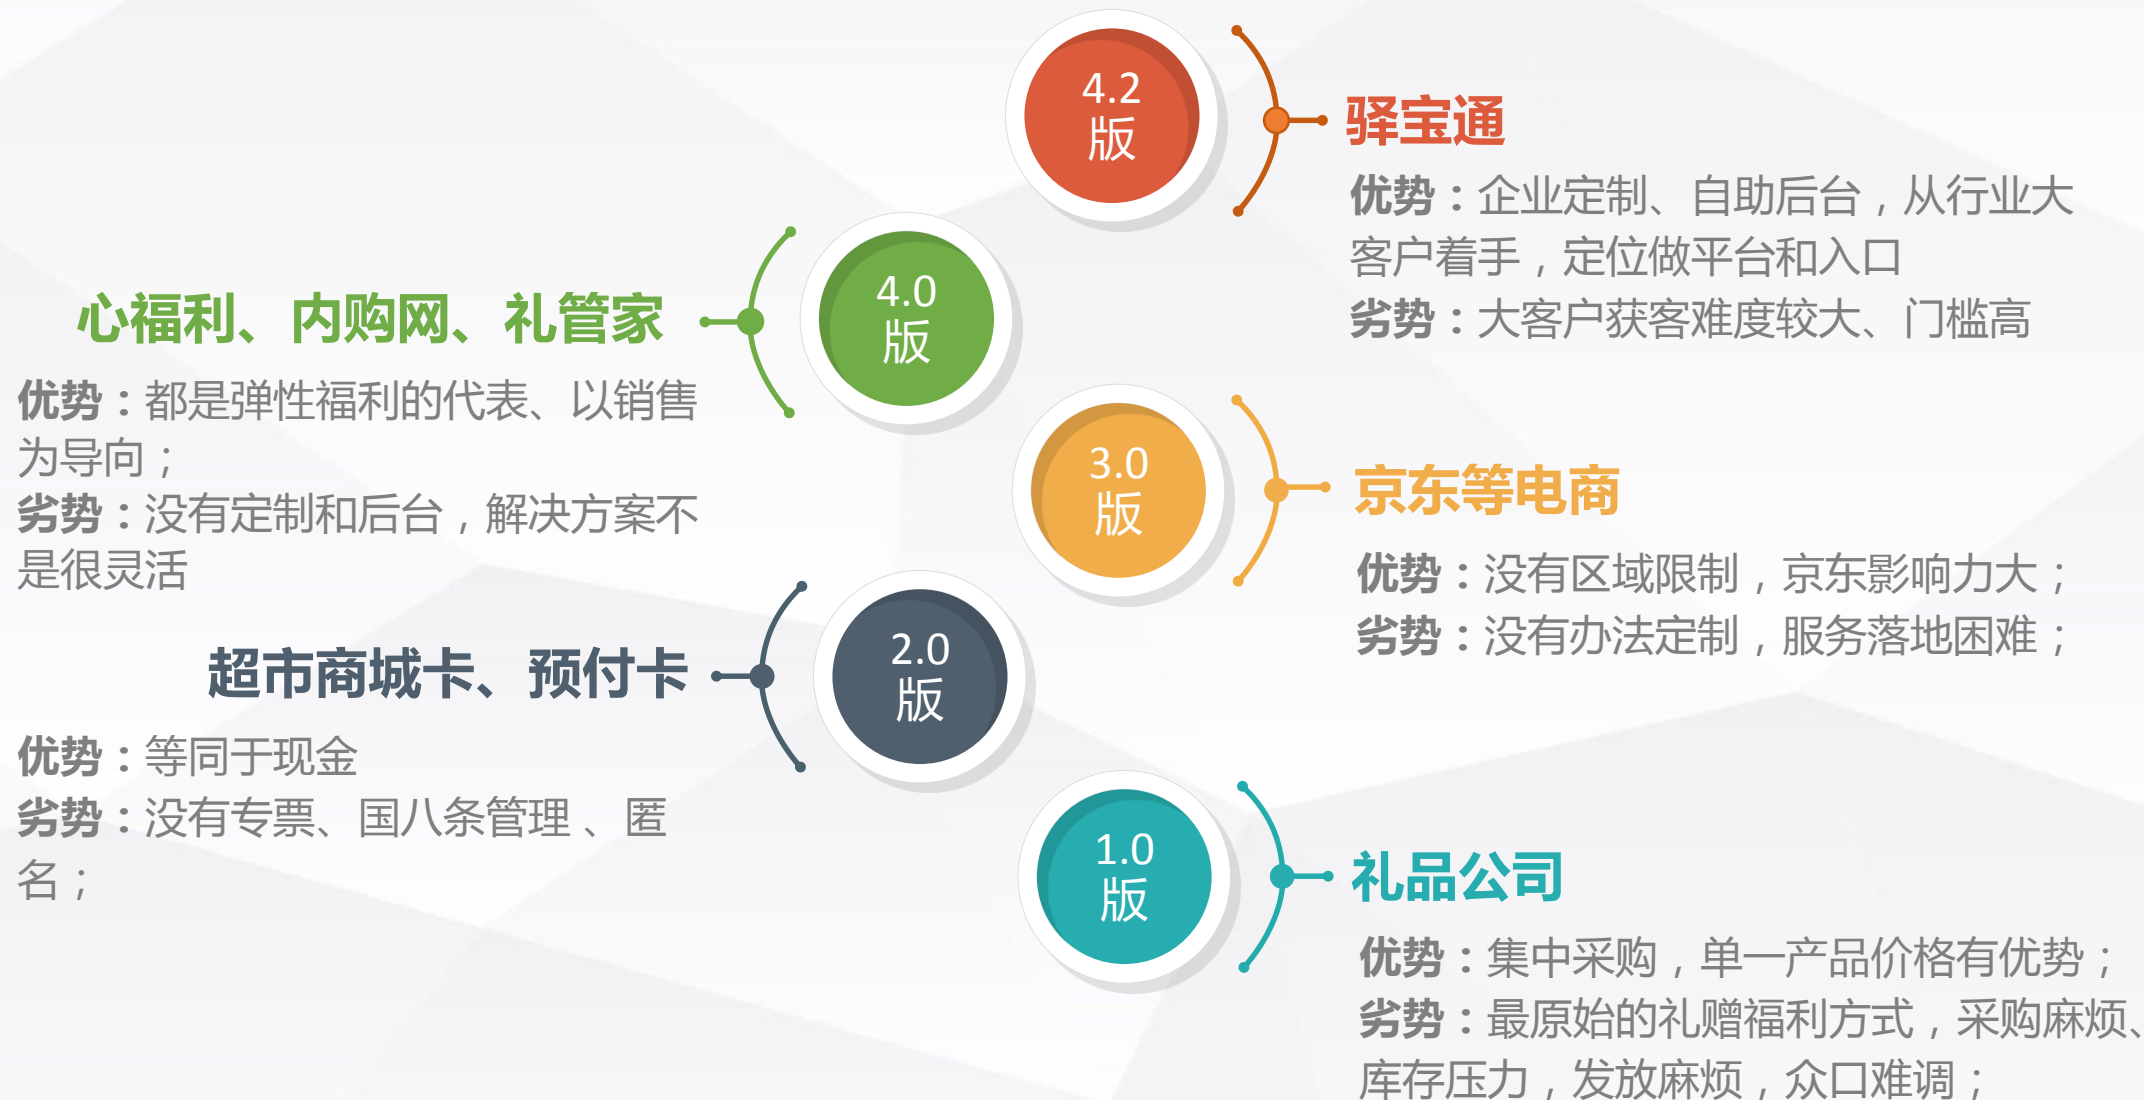 4.2
版
驿宝通
优势：企业定制、自助后台，从行业大
客户着手，定位做平台和入口
劣势：大客户获客难度较大、门槛高
4.0
版
心福利、内购网、礼管家
优势：都是弹性福利的代表、以销售
为导向；
劣势：没有定制和后台，解决方案不
是很灵活
3.0
版
京东等电商
优势：没有区域限制，京东影响力大；
劣势：没有办法定制，服务落地困难；
2.0
版
超市商城卡、预付卡
优势：等同于现金
劣势：没有专票、国八条管理 、匿
名；
1.0
版
礼品公司
优势：集中采购，单一产品价格有优势；
劣势：最原始的礼赠福利方式，采购麻烦、
库存压力，发放麻烦，众口难调；